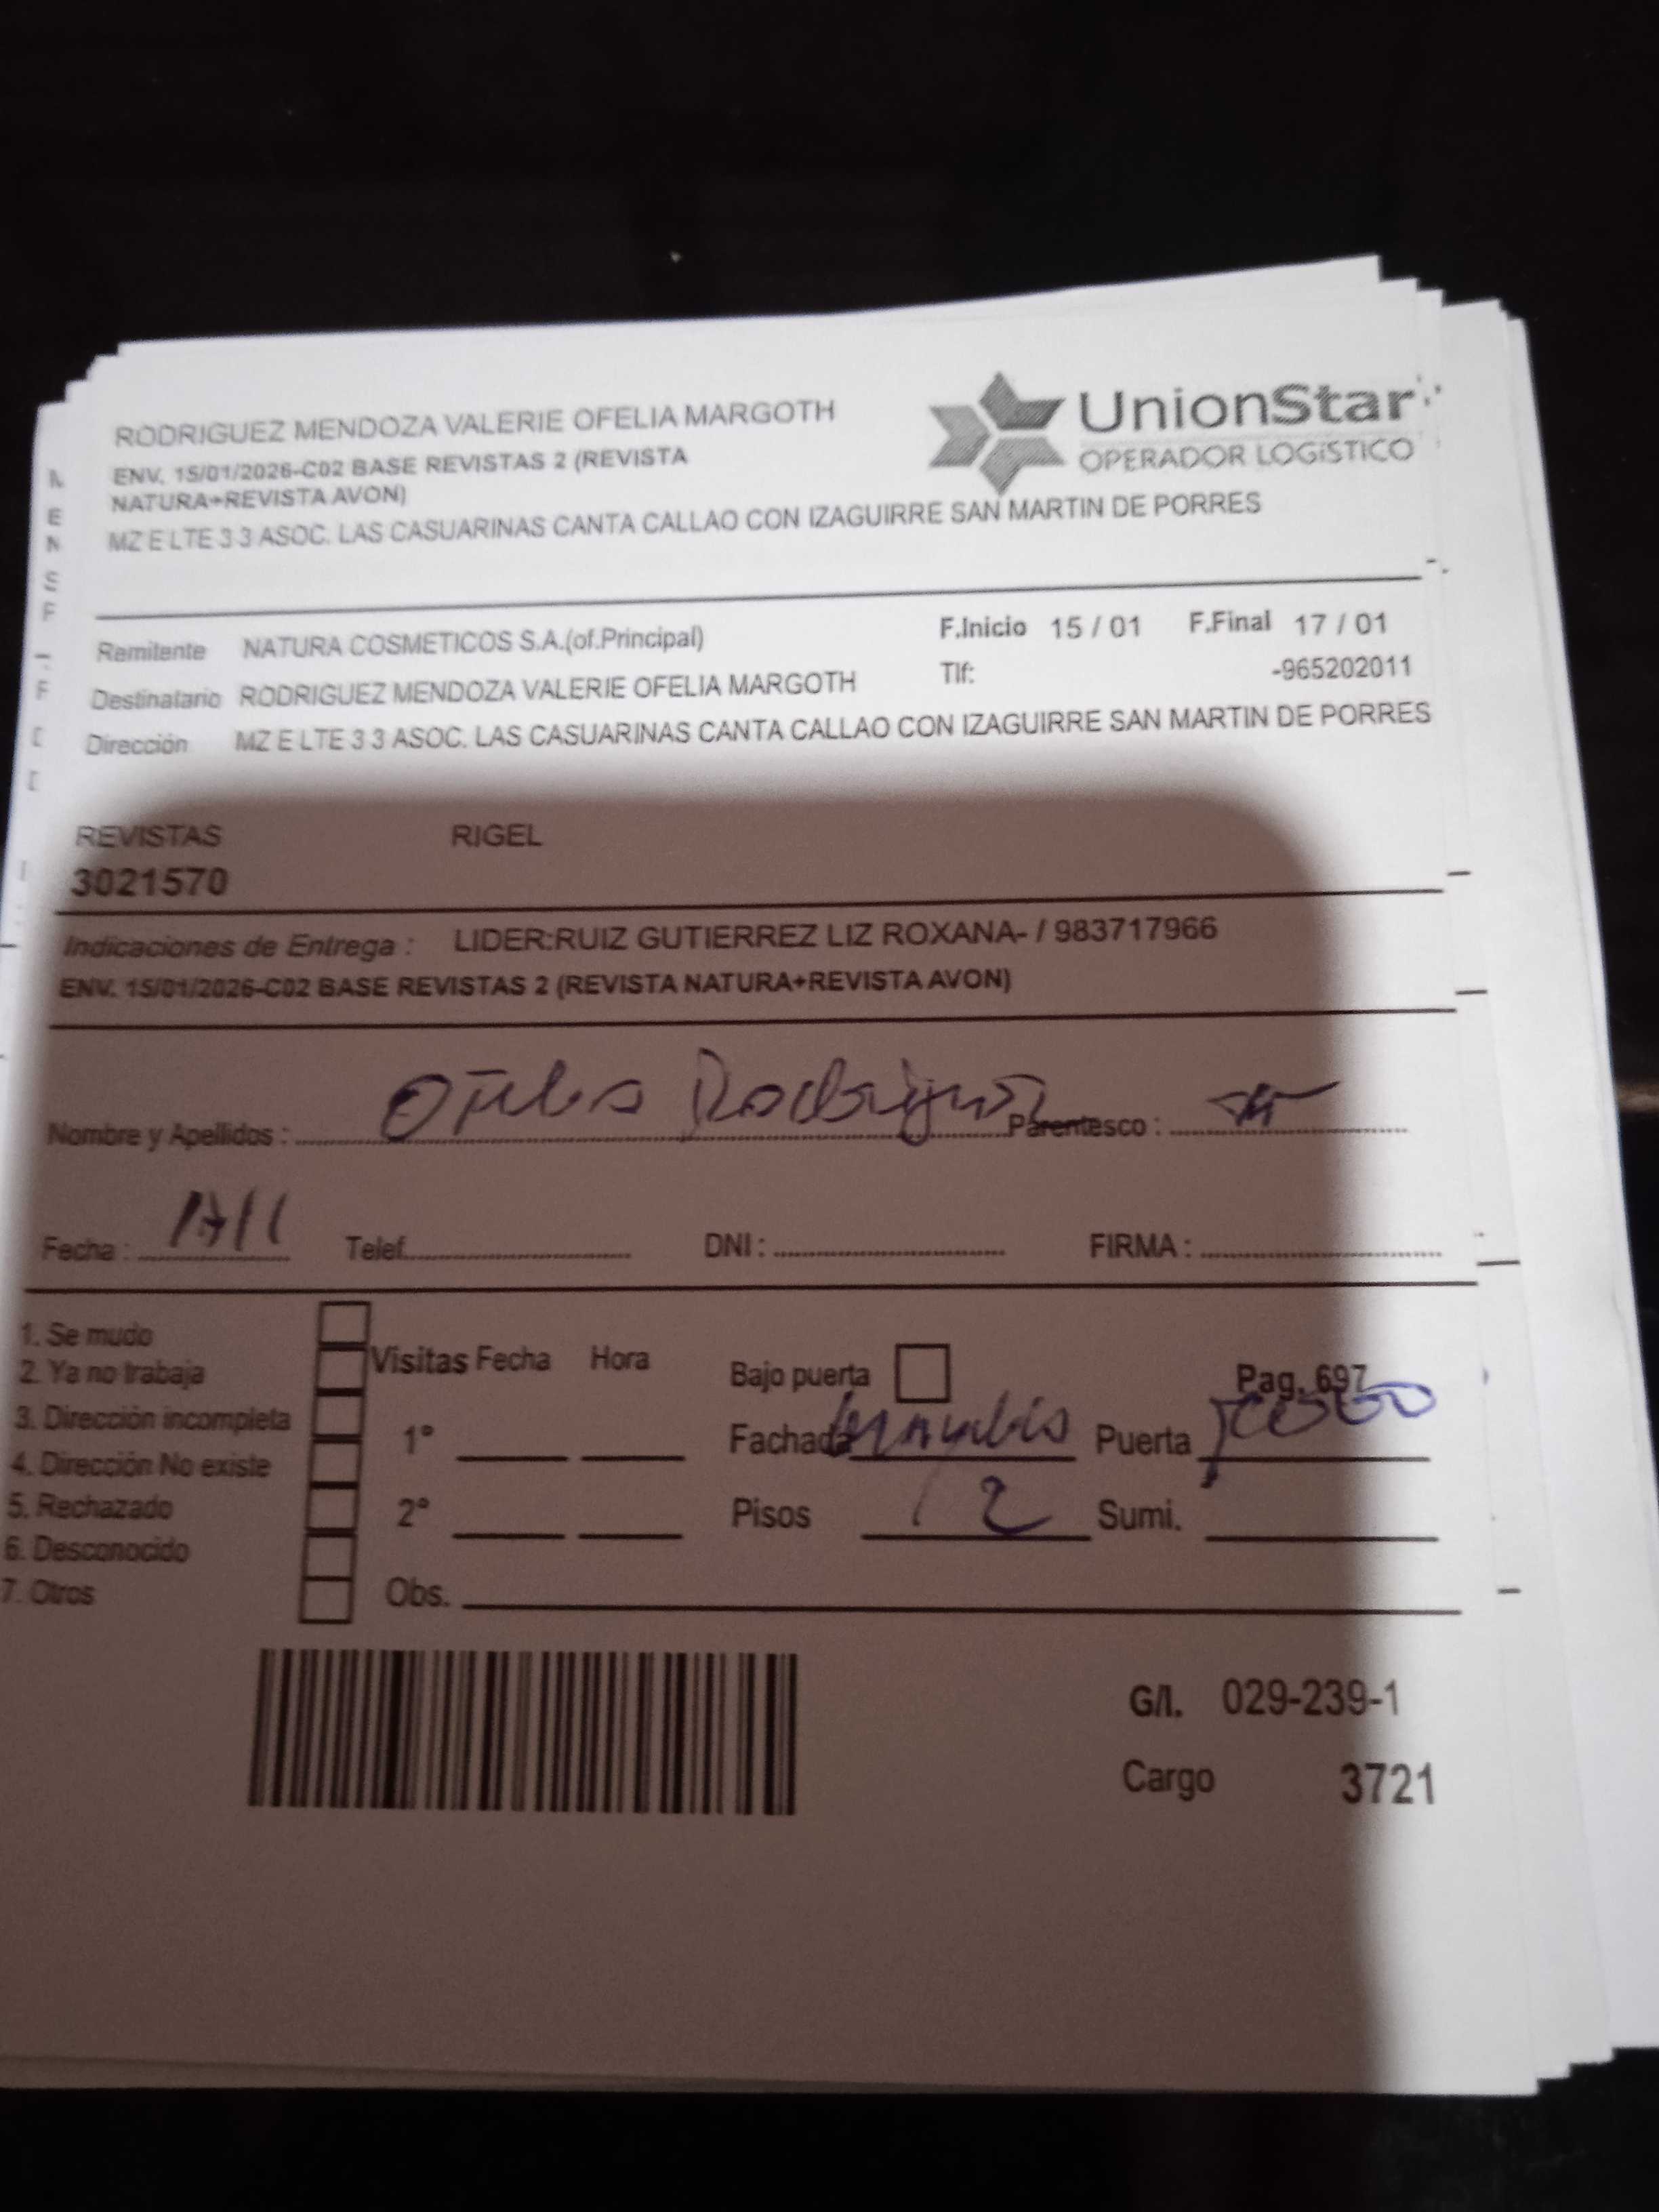 RODRIGUEZ MENDOZA VALERIE OFELIA MARGOTH
UnionStar
OPERADOR LOGÍSTICO
ENV. 15/01/2026-C02 BASE REVISTAS 2 (REVISTA
NATURA+REVISTA AVON)
MZ E LTE 3 3 ASOC. LAS CASUARINAS CANTA CALLAO CON IZAGUIRRE SAN MARTIN DE PORRES
Remitente NATURA COSMETICOS S.A.(of.Principal) F.Inicio 15 / 01 F.Final 17 / 01
Destinatario RODRIGUEZ MENDOZA VALERIE OFELIA MARGOTH Tlf: -965202011
Dirección MZ E LTE 3 3 ASOC. LAS CASUARINAS CANTA CALLAO CON IZAGUIRRE SAN MARTIN DE PORRES
REVISTAS RIGEL
3021570
Indicaciones de Entrega : LIDER:RUIZ GUTIERREZ LIZ ROXANA- / 983717966
ENV. 15/01/2026-C02 BASE REVISTAS 2 (REVISTA NATURA+REVISTA AVON)
Nombre y Apellidos : Parentesco :
Fecha : Telef. DNI : FIRMA :
1. Se mudo
2. Ya no trabaja
3. Dirección incompleta
4. Dirección No existe
5. Rechazado
6. Desconocido
7. Otros
Visitas Fecha Hora
1°
2°
Obs.
Bajo puerta Pag. 697
Fachada Puerta
Pisos 2 Sumi.
G/I. 029-239-1
Cargo 3721
M
E
N
S
F